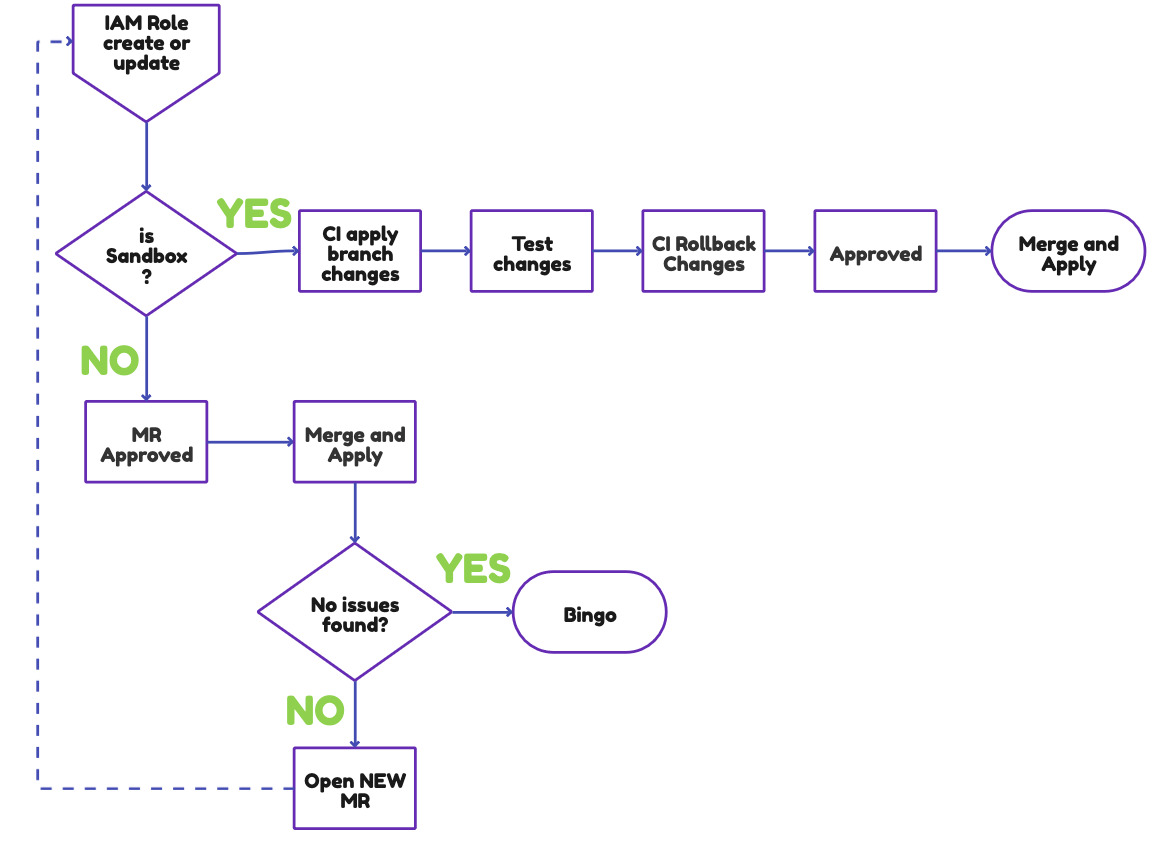 IAM Role
create or
update
YES
is
Sandbox
?
CI apply
branch
changes
Test
changes
CI Rollback
Changes
Approved
Merge and
Apply
NO
MR
Approved
Merge and
Apply
YES
No issues
found?
Bingo
NO
Open NEW
MR